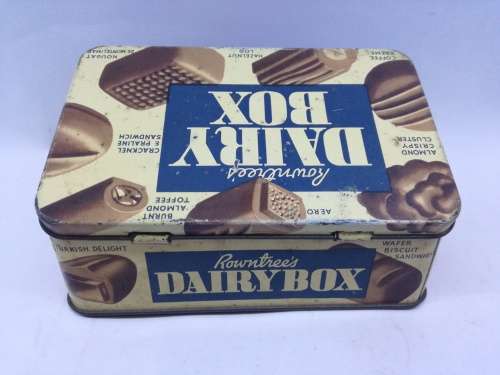 AERO
BURNT
ALMOND
TOFFEE
Rowntree's
DAIRY
BOX
ALMOND
CRISPY
CLUSTER
CRACKNEL
& PRALINE
SANDWICH
COFFEE
CREME
HAZELNUT
LOG
NOUGAT
DE MONTELIMAR
TURKISH DELIGHT
Rowntree's
DAIRY BOX
WAFER
BISCUIT
SANDWICH